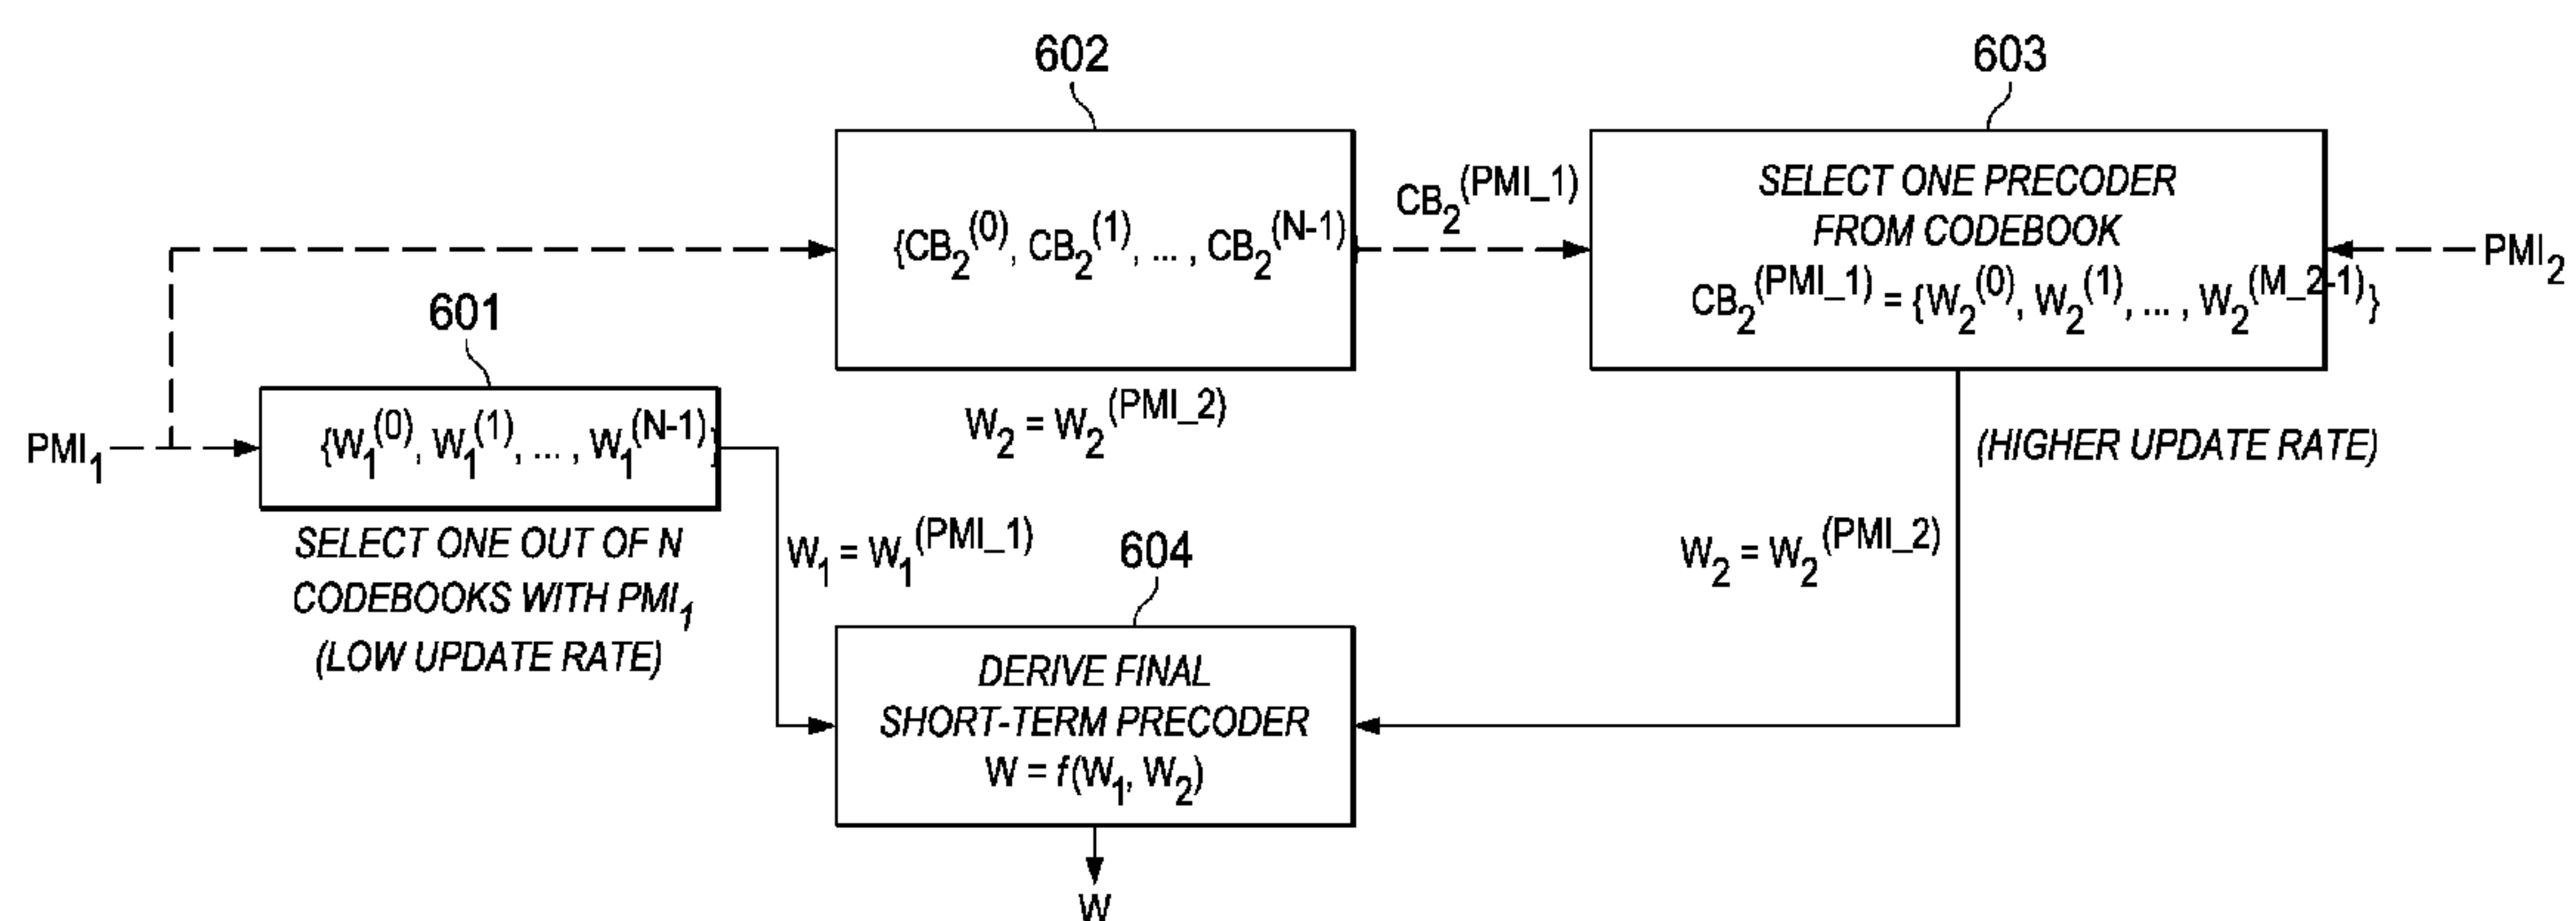 602
603
{CB₂⁽⁰⁾, CB₂⁽¹⁾, ... , CB₂⁽ᴺ⁻¹⁾
CB₂^(PMI_1)
SELECT ONE PRECODER
FROM CODEBOOK
CB₂^(PMI_1) = {W₂^(0), W₂^(1), ... , W₂^(M_2-1)}
PMI₂
601
PMI₁
{W₁^(0), W₁^(1), ... , W₁^(N-1)}
W₂ = W₂^(PMI_2)
(HIGHER UPDATE RATE)
SELECT ONE OUT OF N
CODEBOOKS WITH PMI₁
(LOW UPDATE RATE)
W₁ = W₁^(PMI_1)
604
W₂ = W₂^(PMI_2)
DERIVE FINAL
SHORT-TERM PRECODER
W = f(W₁, W₂)
W